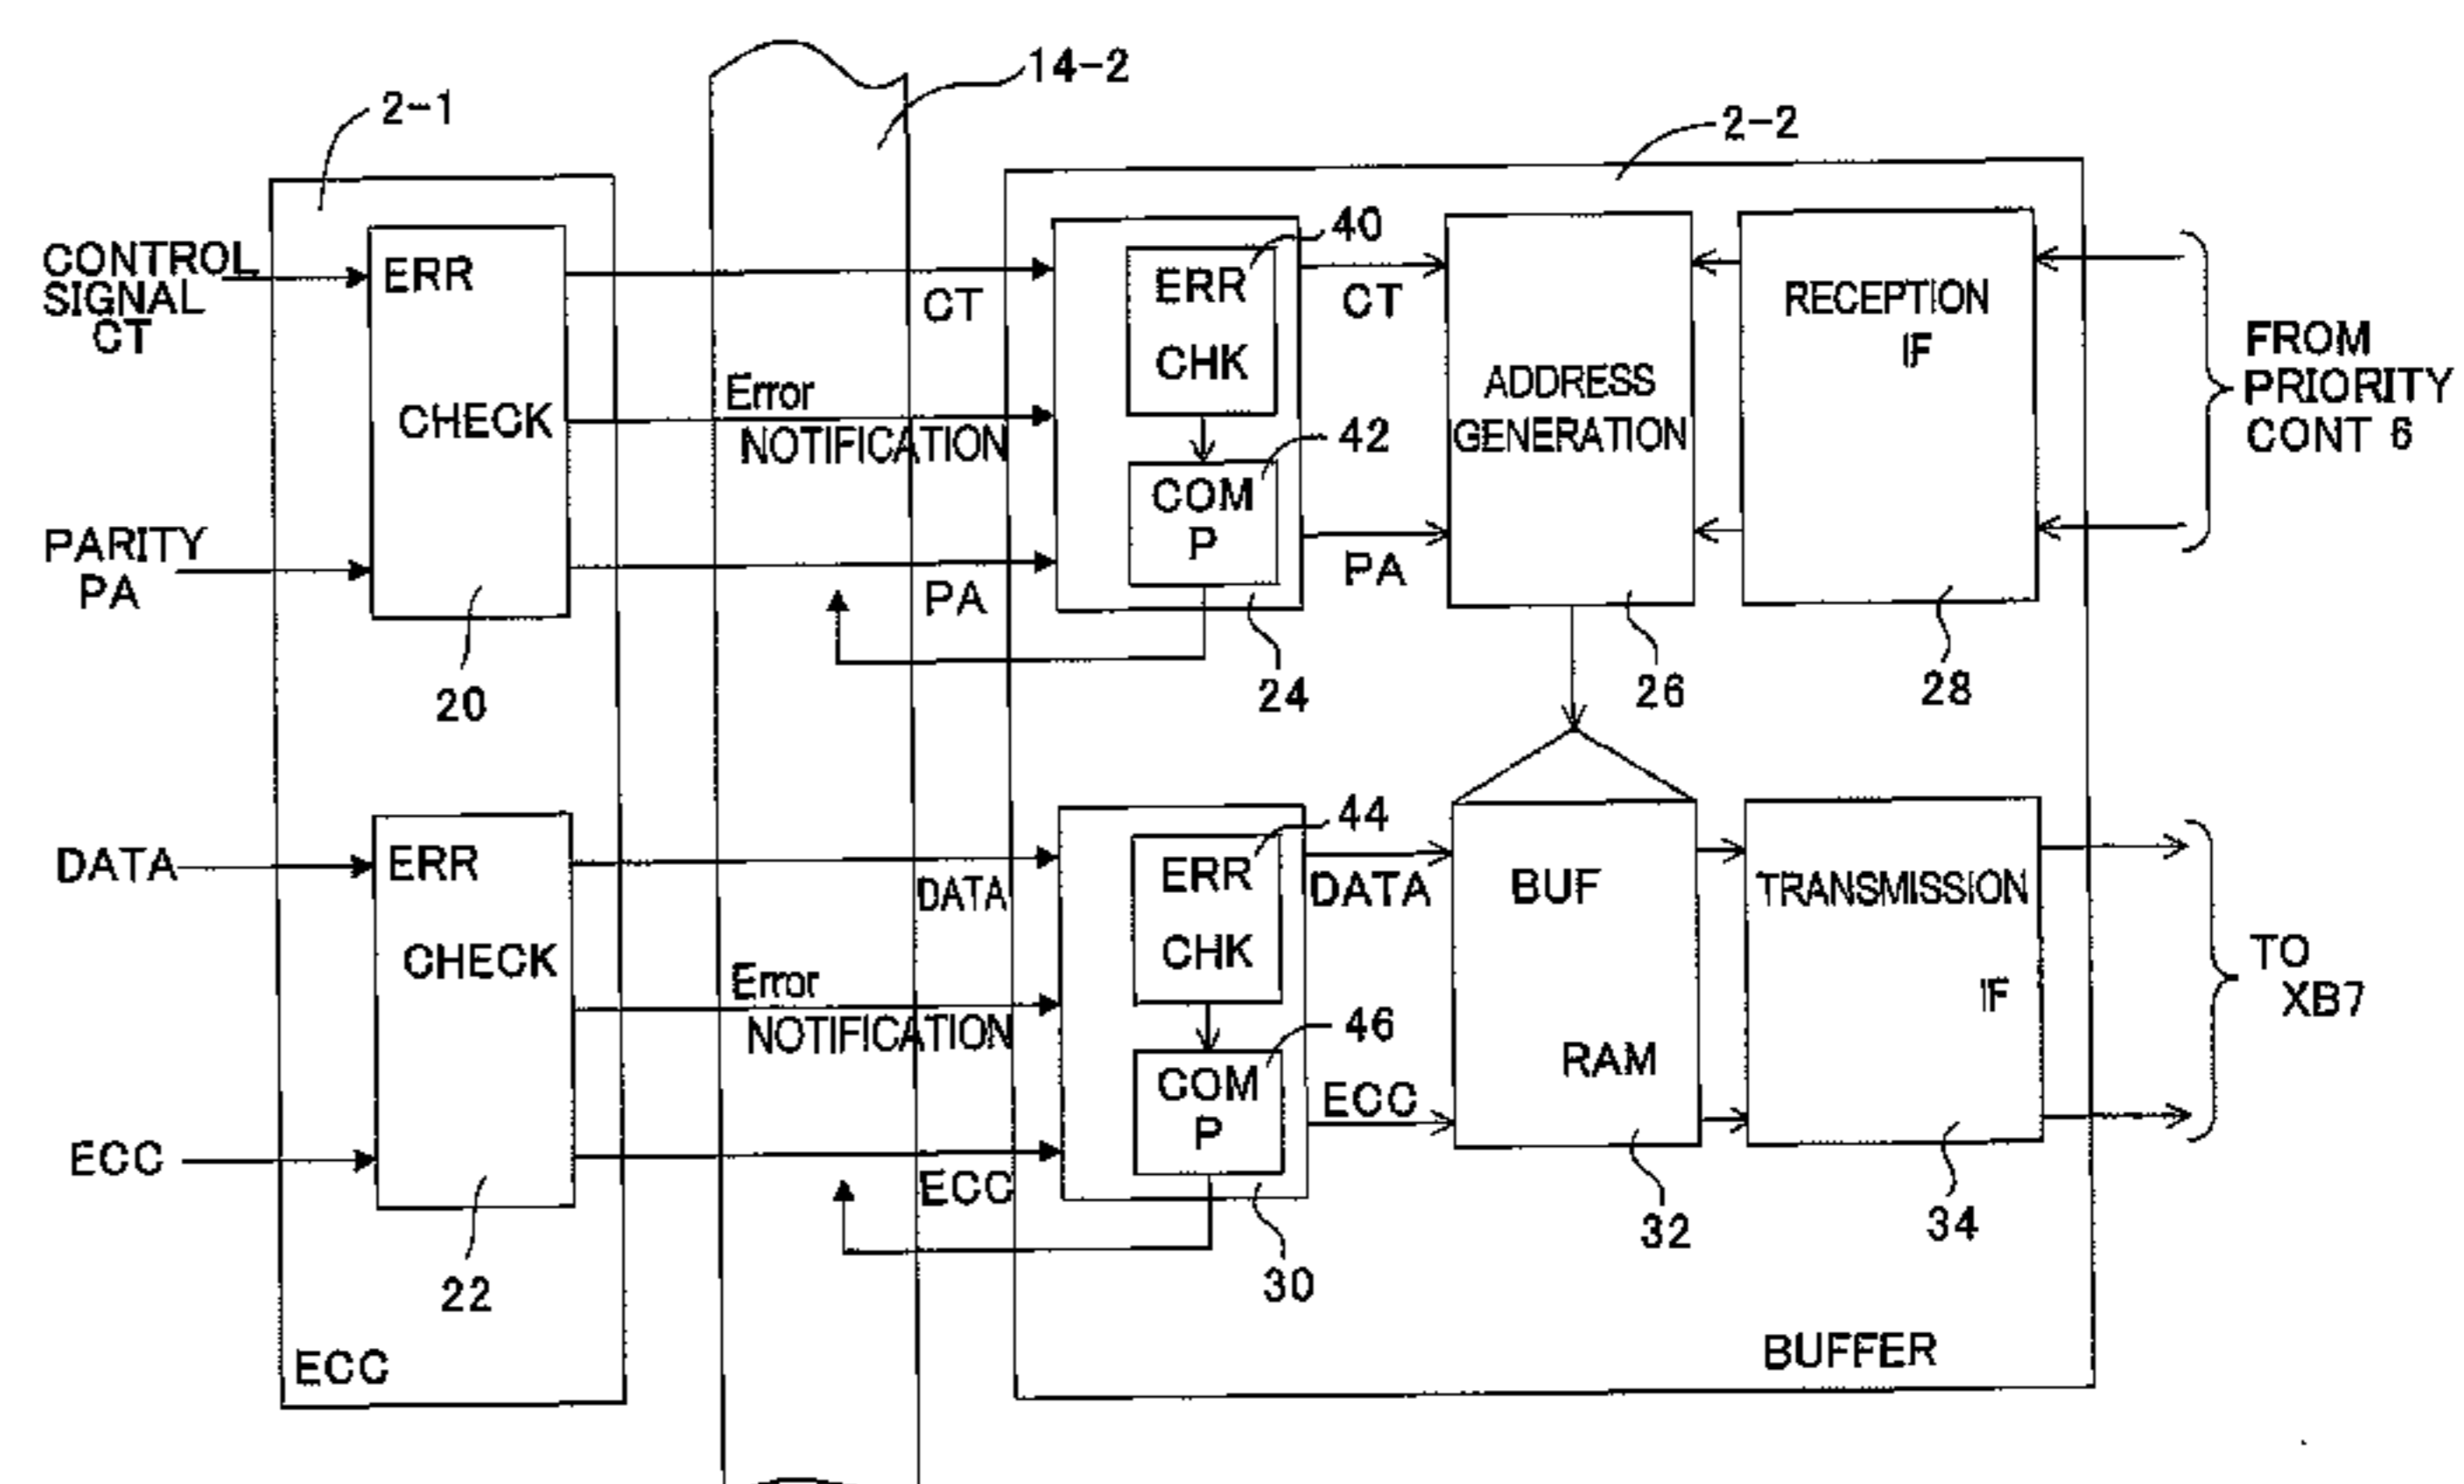 14-2
2-1
2-2
CONTROL
SIGNAL
CT
ERR
CHECK
PARITY
PA
20
CT
Error
NOTIFICATION
PA
40
ERR
CHK
42
COM
P
24
CT
PA
ADDRESS
GENERATION
26
RECEPTION
IF
28
FROM
PRIORITY
CONT 6
DATA
ECC
ERR
CHECK
22
ECC
DATA
Error
NOTIFICATION
ECC
44
ERR
CHK
46
COM
P
30
DATA
ECC
BUF
RAM
32
TRANSMISSION
IF
34
TO
XB7
BUFFER